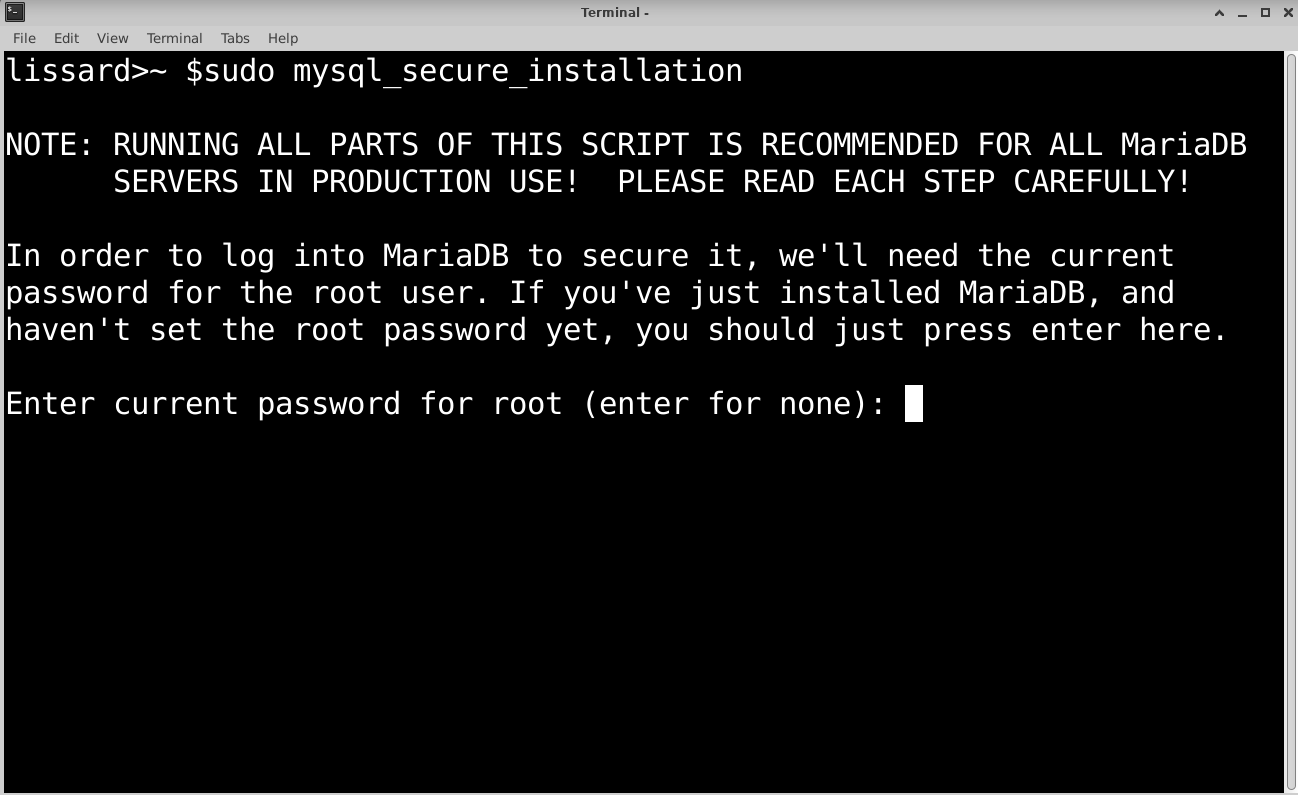 Terminal -
File Edit View Terminal Tabs Help
lissard>~ $sudo mysql_secure_installation
NOTE: RUNNING ALL PARTS OF THIS SCRIPT IS RECOMMENDED FOR ALL MariaDB
SERVERS IN PRODUCTION USE!  PLEASE READ EACH STEP CAREFULLY!
In order to log into MariaDB to secure it, we'll need the current
password for the root user. If you've just installed MariaDB, and
haven't set the root password yet, you should just press enter here.
Enter current password for root (enter for none):